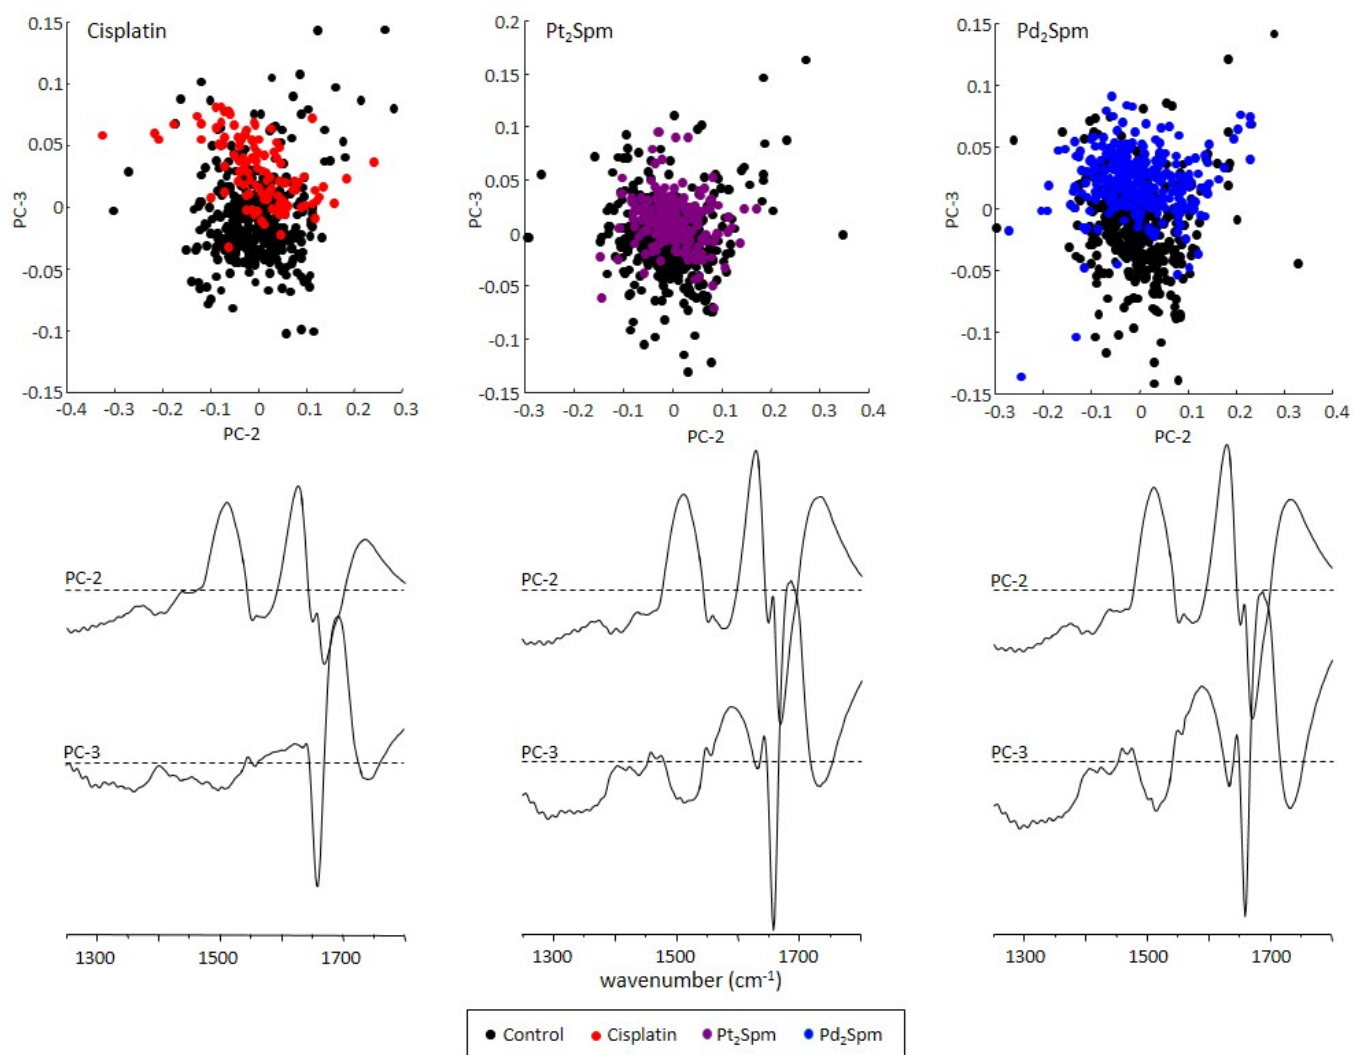 Cisplatin
0.15
0.1
0.05
0
-0.05
-0.1
-0.15
PC-3
-0.4 -0.3 -0.2 -0.1 0 0.1 0.2 0.3
PC-2
Pt₂Spm
0.2
0.15
0.1
0.05
0
-0.05
-0.1
-0.15
PC-3
-0.3 -0.2 -0.1 0 0.1 0.2 0.3 0.4
PC-2
Pd₂Spm
0.15
0.1
0.05
0
-0.05
-0.1
-0.15
PC-3
-0.3 -0.2 -0.1 0 0.1 0.2 0.3 0.4
PC-2
PC-2
PC-3
1300 1500 1700
PC-2
PC-3
1300 1500 1700
PC-2
PC-3
1300 1500 1700
wavenumber (cm⁻¹)
Control Cisplatin Pt₂Spm Pd₂Spm